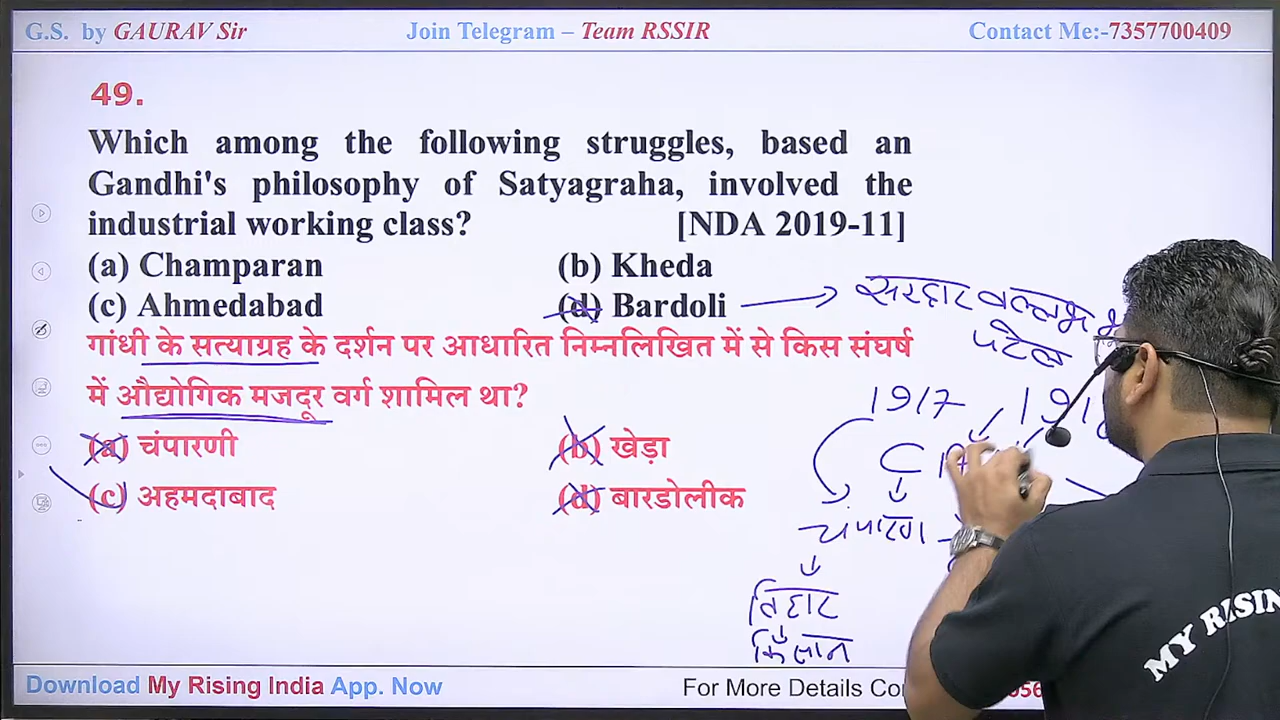 G.S. by GAURAV Sir
Join Telegram – Team RSSIR
Contact Me:-7357700409
49.
Which among the following struggles, based an
Gandhi's philosophy of Satyagraha, involved the
industrial working class? [NDA 2019-11]
(a) Champaran (b) Kheda
(c) Ahmedabad (d) Bardoli
सरदार वल्लभ
पटेल
गांधी के सत्याग्रह के दर्शन पर आधारित निम्नलिखित में से किस संघर्ष
में औद्योगिक मजदूर वर्ग शामिल था?
1917 191
(a) चंपारणी (b) खेड़ा
C A
(c) अहमदाबाद (d) बारडोलीक
चंपारण
बिहार
किसान
Download My Rising India App. Now
For More Details Co
MY RISIN